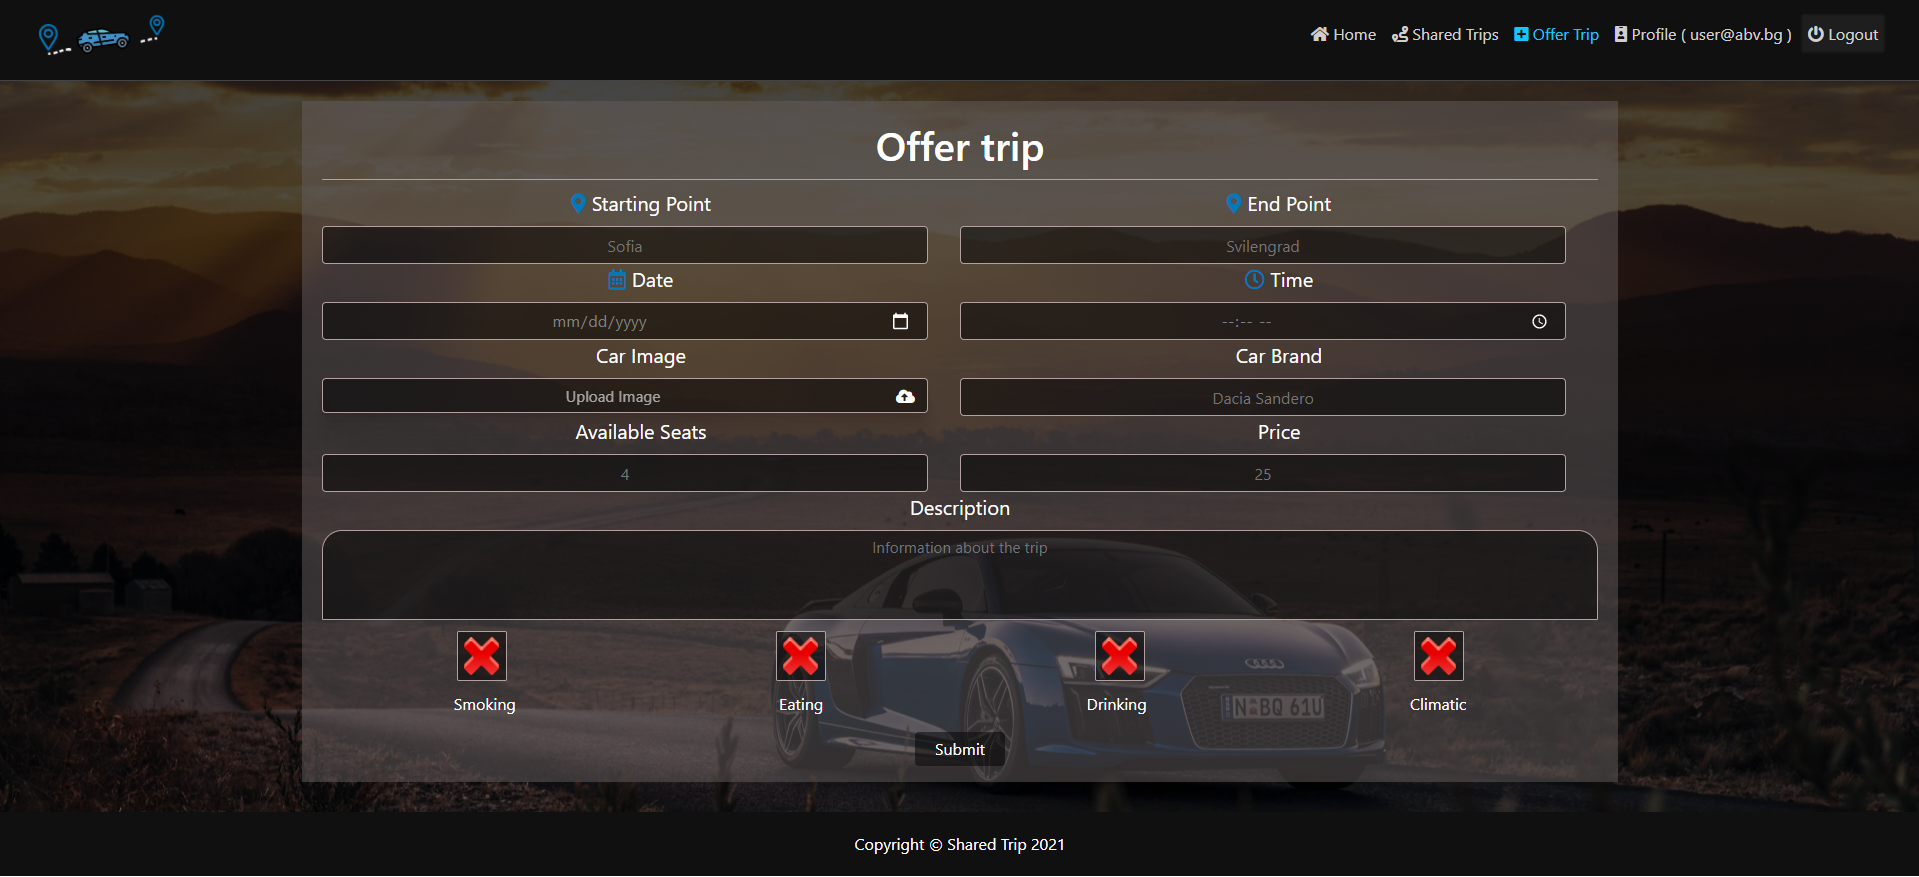 Home Shared Trips Offer Trip Profile ( user@abv.bg ) Logout
Offer trip
Starting Point
End Point
Sofia
Svilengrad
Date
Time
mm/dd/yyyy
--:-- --
Car Image
Car Brand
Upload Image
Dacia Sandero
Available Seats
Price
4
25
Description
Information about the trip
Smoking
Eating
Drinking
Climatic
N BQ 61U
Submit
Copyright © Shared Trip 2021